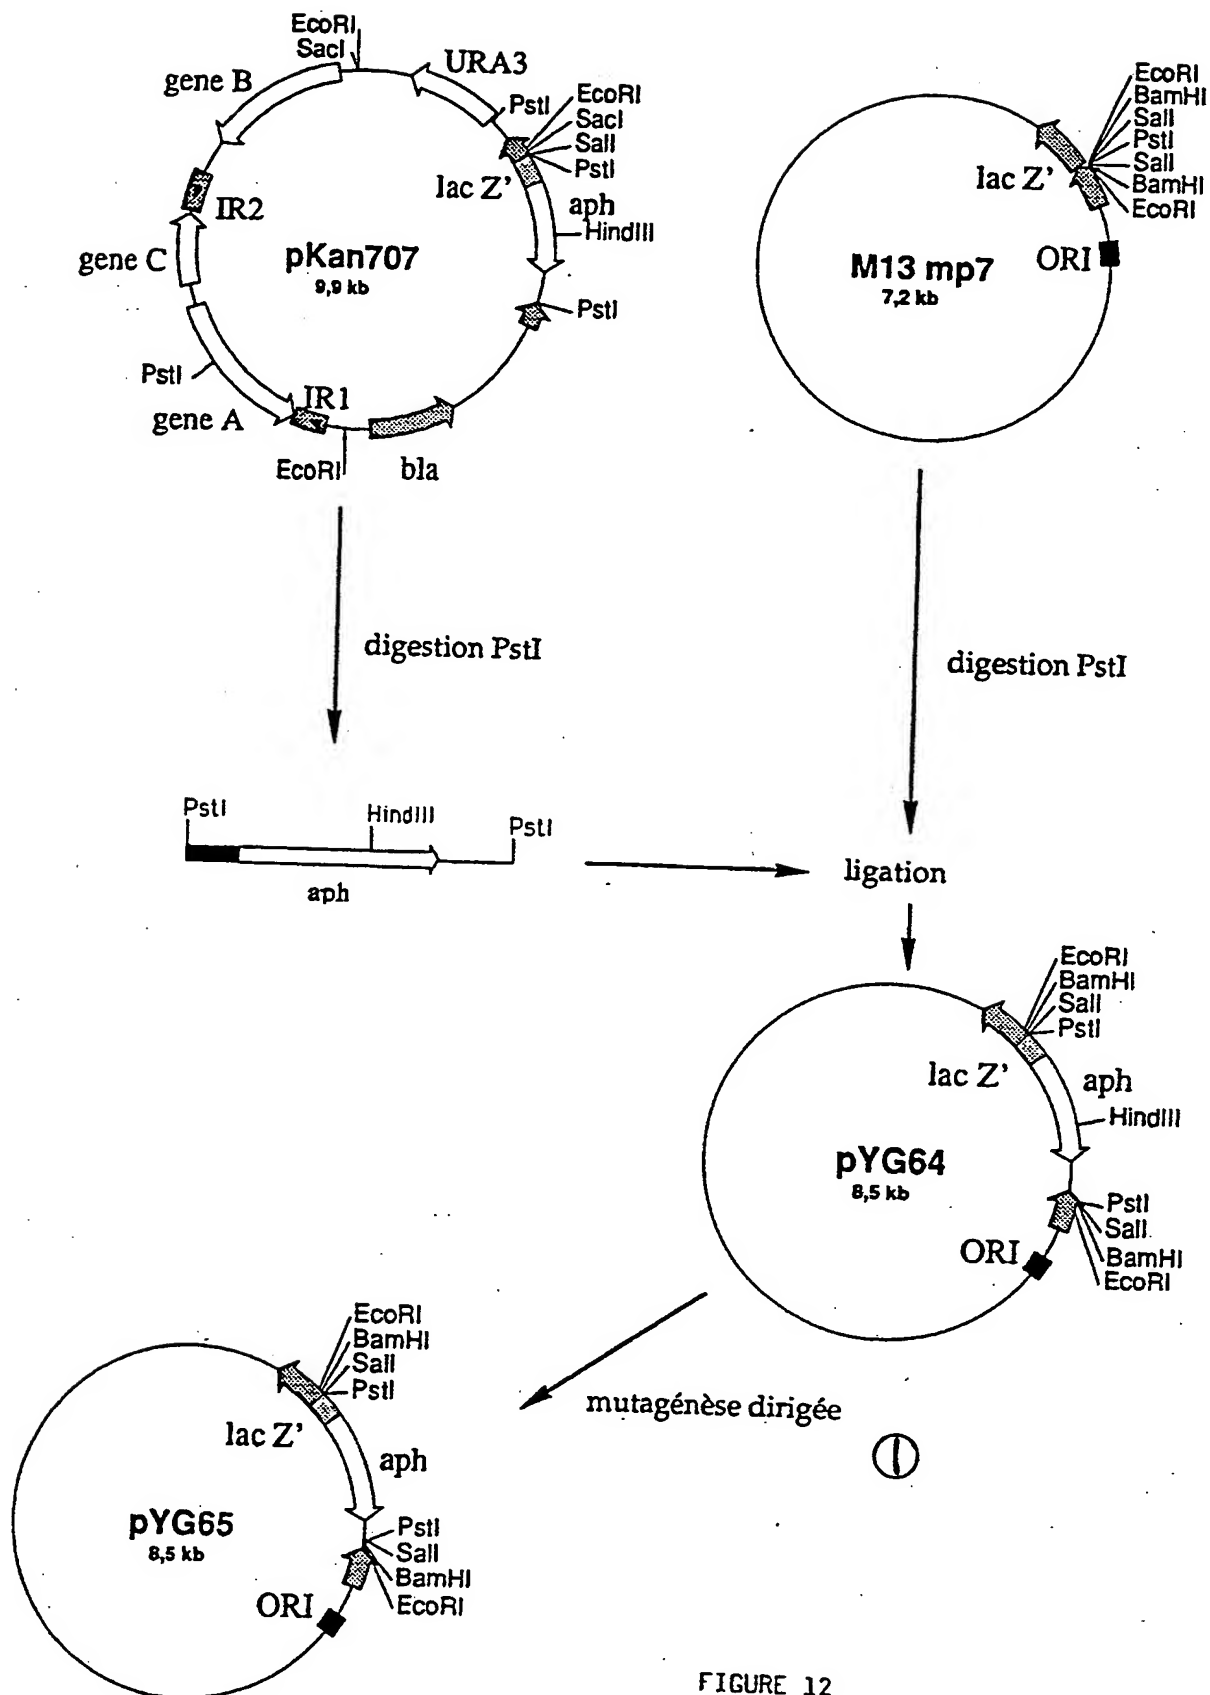 EcoRI
SacI
gene B
URA3
PstI
EcoRI
SacI
SalI
PstI
lac Z'
aph
HindIII
IR2
gene C
pKan707
9,9 kb
PstI
PstI
IR1
gene A
EcoRI
bla
EcoRI
BamHI
SalI
PstI
SalI
BamHI
EcoRI
lac Z'
ORI
M13 mp7
7,2 kb
digestion PstI
digestion PstI
PstI
HindIII
PstI
aph
ligation
EcoRI
BamHI
SalI
PstI
lac Z'
aph
HindIII
pYG64
8,5 kb
PstI
SalI
BamHI
EcoRI
ORI
mutagénèse dirigée
EcoRI
BamHI
SalI
PstI
lac Z'
aph
pYG65
8,5 kb
PstI
SalI
BamHI
EcoRI
ORI
FIGURE 12